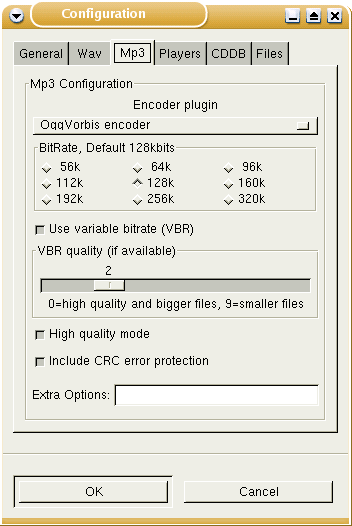 Configuration
General Wav Mp3 Players CDDB Files
Mp3 Configuration
Encoder plugin
OggVorbis encoder
BitRate, Default 128kbits
56k 64k 96k
112k 128k 160k
192k 256k 320k
Use variable bitrate (VBR)
VBR quality (if available)
2
0=high quality and bigger files, 9=smaller files
High quality mode
Include CRC error protection
Extra Options:
OK Cancel